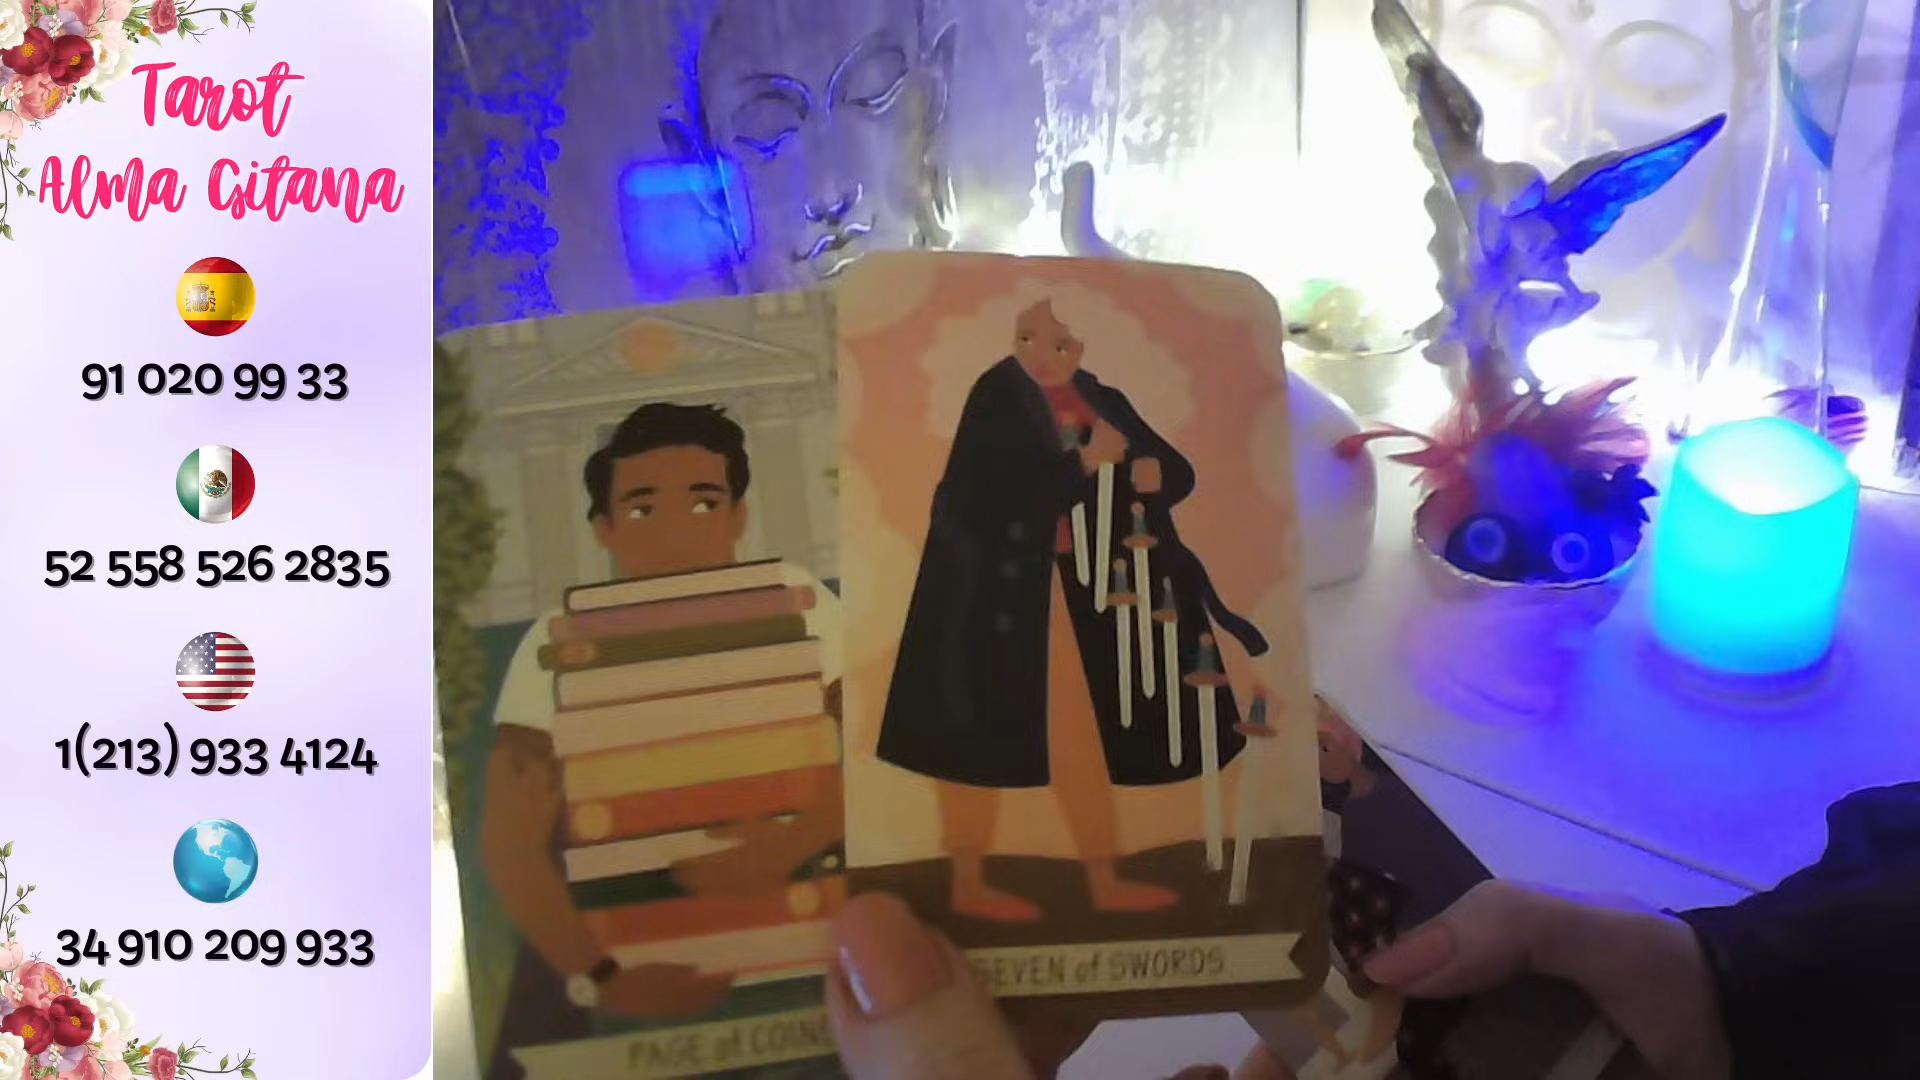 Tarot
Alma Gitana
91 020 99 33
52 558 526 2835
1(213) 933 4124
34 910 209 933
PAGE of COINS
SEVEN of SWORDS